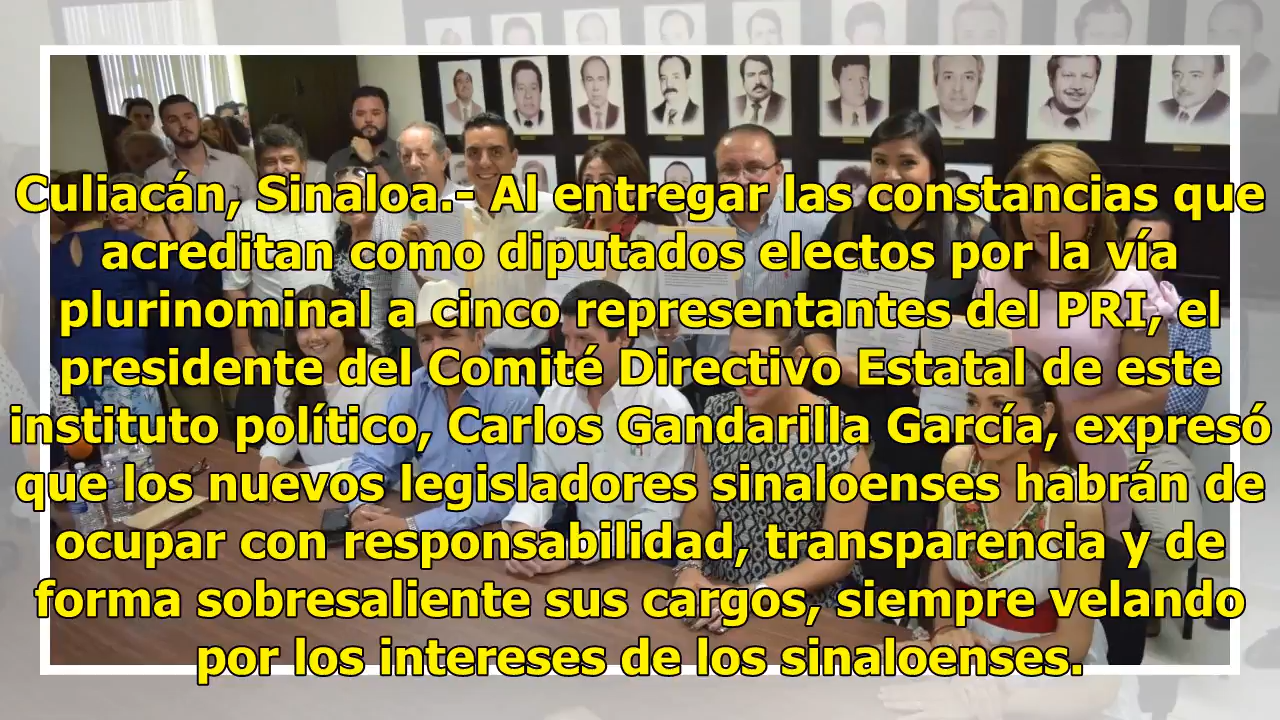 Culiacán, Sinaloa.- Al entregar las constancias que
acreditan como diputados electos por la vía
plurinominal a cinco representantes del PRI, el
presidente del Comité Directivo Estatal de este
instituto político, Carlos Gandarilla García, expresó
que los nuevos legisladores sinaloenses habrán de
ocupar con responsabilidad, transparencia y de
forma sobresaliente sus cargos, siempre velando
por los intereses de los sinaloenses.